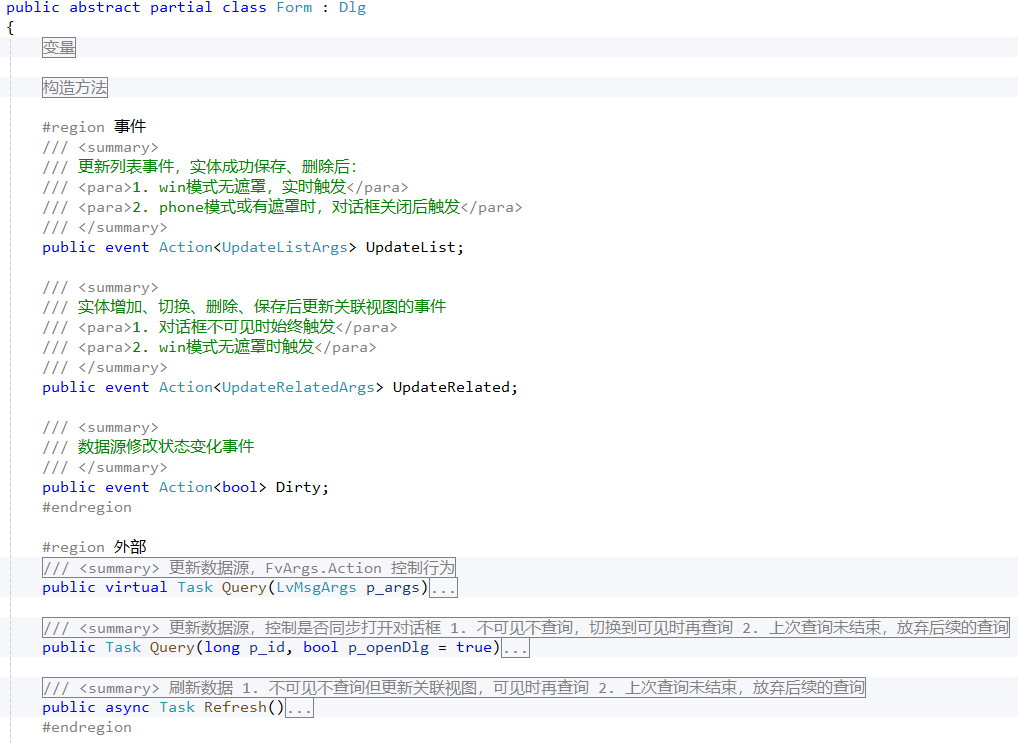 public abstract partial class Form : Dlg
{
变量
构造方法
#region 事件
/// <summary>
/// 更新列表事件，实体成功保存、删除后：
/// <para>1. win模式无遮罩，实时触发</para>
/// <para>2. phone模式或有遮罩时，对话框关闭后触发</para>
/// </summary>
public event Action<UpdateListArgs> UpdateList;
/// <summary>
/// 实体增加、切换、删除、保存后更新关联视图的事件
/// <para>1. 对话框不可见时始终触发</para>
/// <para>2. win模式无遮罩时触发</para>
/// </summary>
public event Action<UpdateRelatedArgs> UpdateRelated;
/// <summary>
/// 数据源修改状态变化事件
/// </summary>
public event Action<bool> Dirty;
#endregion
#region 外部
/// <summary> 更新数据源，FvArgs.Action 控制行为
public virtual Task Query(LvMsgArgs p_args)...
/// <summary> 更新数据源，控制是否同步打开对话框 1. 不可见不查询，切换到可见时再查询 2. 上次查询未结束，放弃后续的查询
public Task Query(long p_id, bool p_openDlg = true)...
/// <summary> 刷新数据 1. 不可见不查询但更新关联视图，可见时再查询 2. 上次查询未结束，放弃后续的查询
public async Task Refresh()...
#endregion